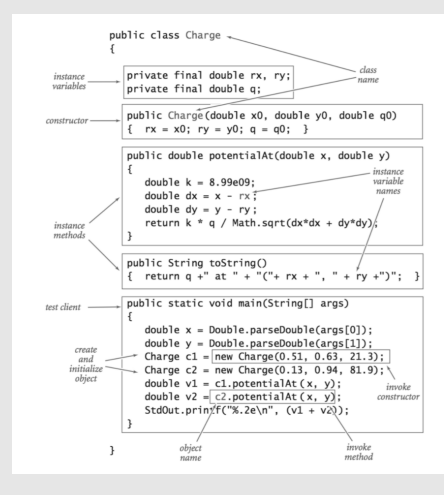 public class Charge
{
class
name
instance
variables
private final double rx, ry;
private final double q;
constructor
public Charge(double x0, double y0, double q0)
{ rx = x0; ry = y0; q = q0; }
public double potentialAt(double x, double y)
{
double k = 8.99e09;
double dx = x - rx;
double dy = y - ry;
return k * q / Math.sqrt(dx*dx + dy*dy);
}
instance
variable
names
instance
methods
public String toString()
{ return q +" at " + "("+ rx + ", " + ry +")"; }
test client
public static void main(String[] args)
{
double x = Double.parseDouble(args[0]);
double y = Double.parseDouble(args[1]);
Charge c1 = new Charge(0.51, 0.63, 21.3);
Charge c2 = new Charge(0.13, 0.94, 81.9);
double v1 = c1.potentialAt(x, y);
double v2 = c2.potentialAt(x, y);
StdOut.printf("%.2e\n", (v1 + v2));
}
create
and
initialize
object
invoke
constructor
}
object
name
invoke
method